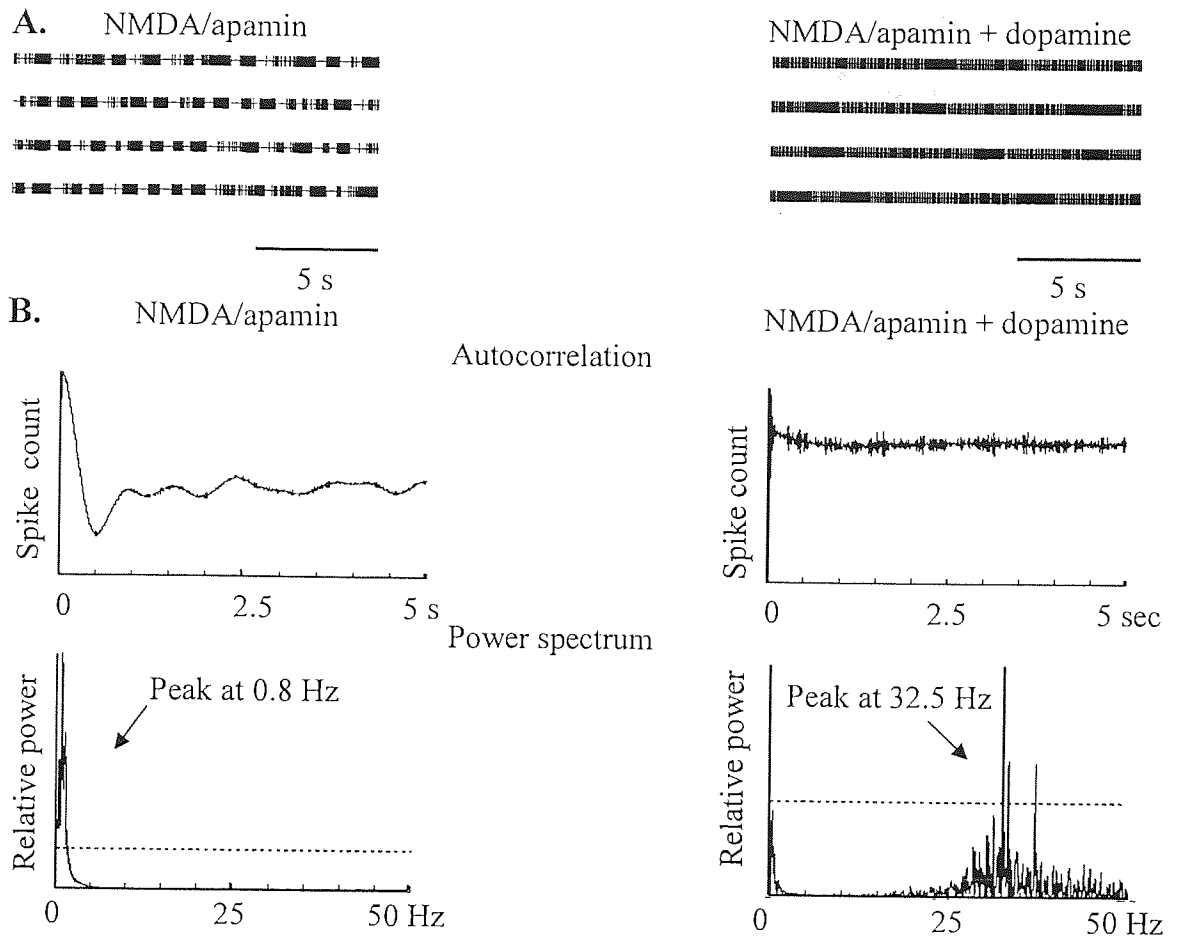 A.
NMDA/apamin
NMDA/apamin + dopamine
5 s
5 s
B.
NMDA/apamin
NMDA/apamin + dopamine
Autocorrelation
Spike count
0 2.5 5 s
Spike count
0 2.5 5 sec
Power spectrum
Relative power
Peak at 0.8 Hz
0 25 50 Hz
Relative power
Peak at 32.5 Hz
0 25 50 Hz